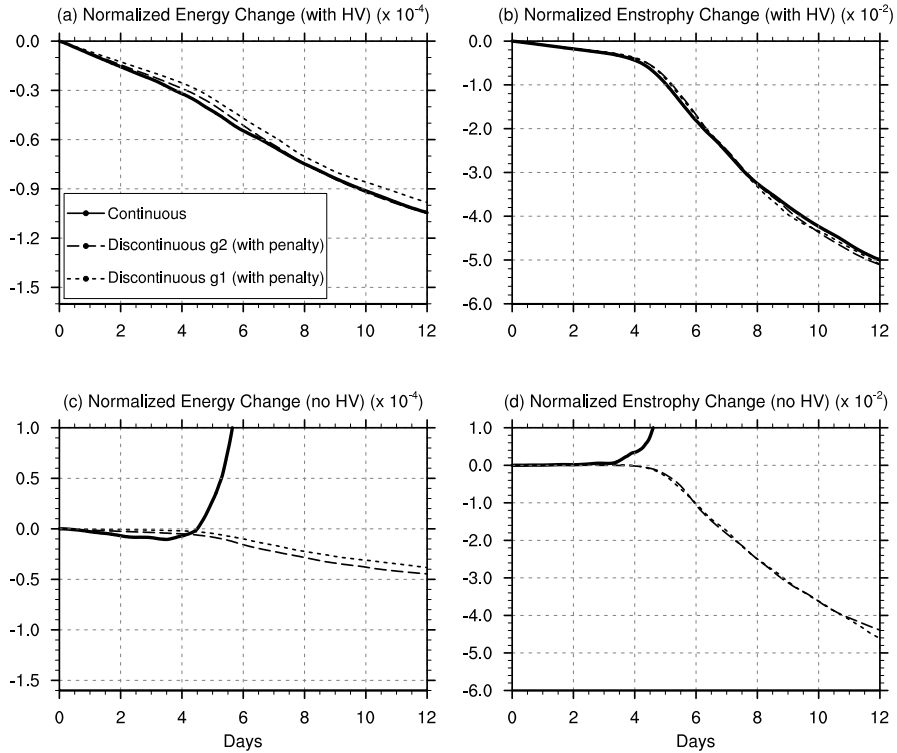 (a) Normalized Energy Change (with HV) (x 10-4)
0.0
-0.3
-0.6
-0.9
-1.2
-1.5
Continuous
Discontinuous g2 (with penalty)
Discontinuous g1 (with penalty)
0 2 4 6 8 10 12
(b) Normalized Enstrophy Change (with HV) (x 10-2)
0.0
-1.0
-2.0
-3.0
-4.0
-5.0
-6.0
0 2 4 6 8 10 12
(c) Normalized Energy Change (no HV) (x 10-4)
1.0
0.5
0.0
-0.5
-1.0
-1.5
0 2 4 6 8 10 12
Days
(d) Normalized Enstrophy Change (no HV) (x 10-2)
1.0
0.0
-1.0
-2.0
-3.0
-4.0
-5.0
-6.0
0 2 4 6 8 10 12
Days